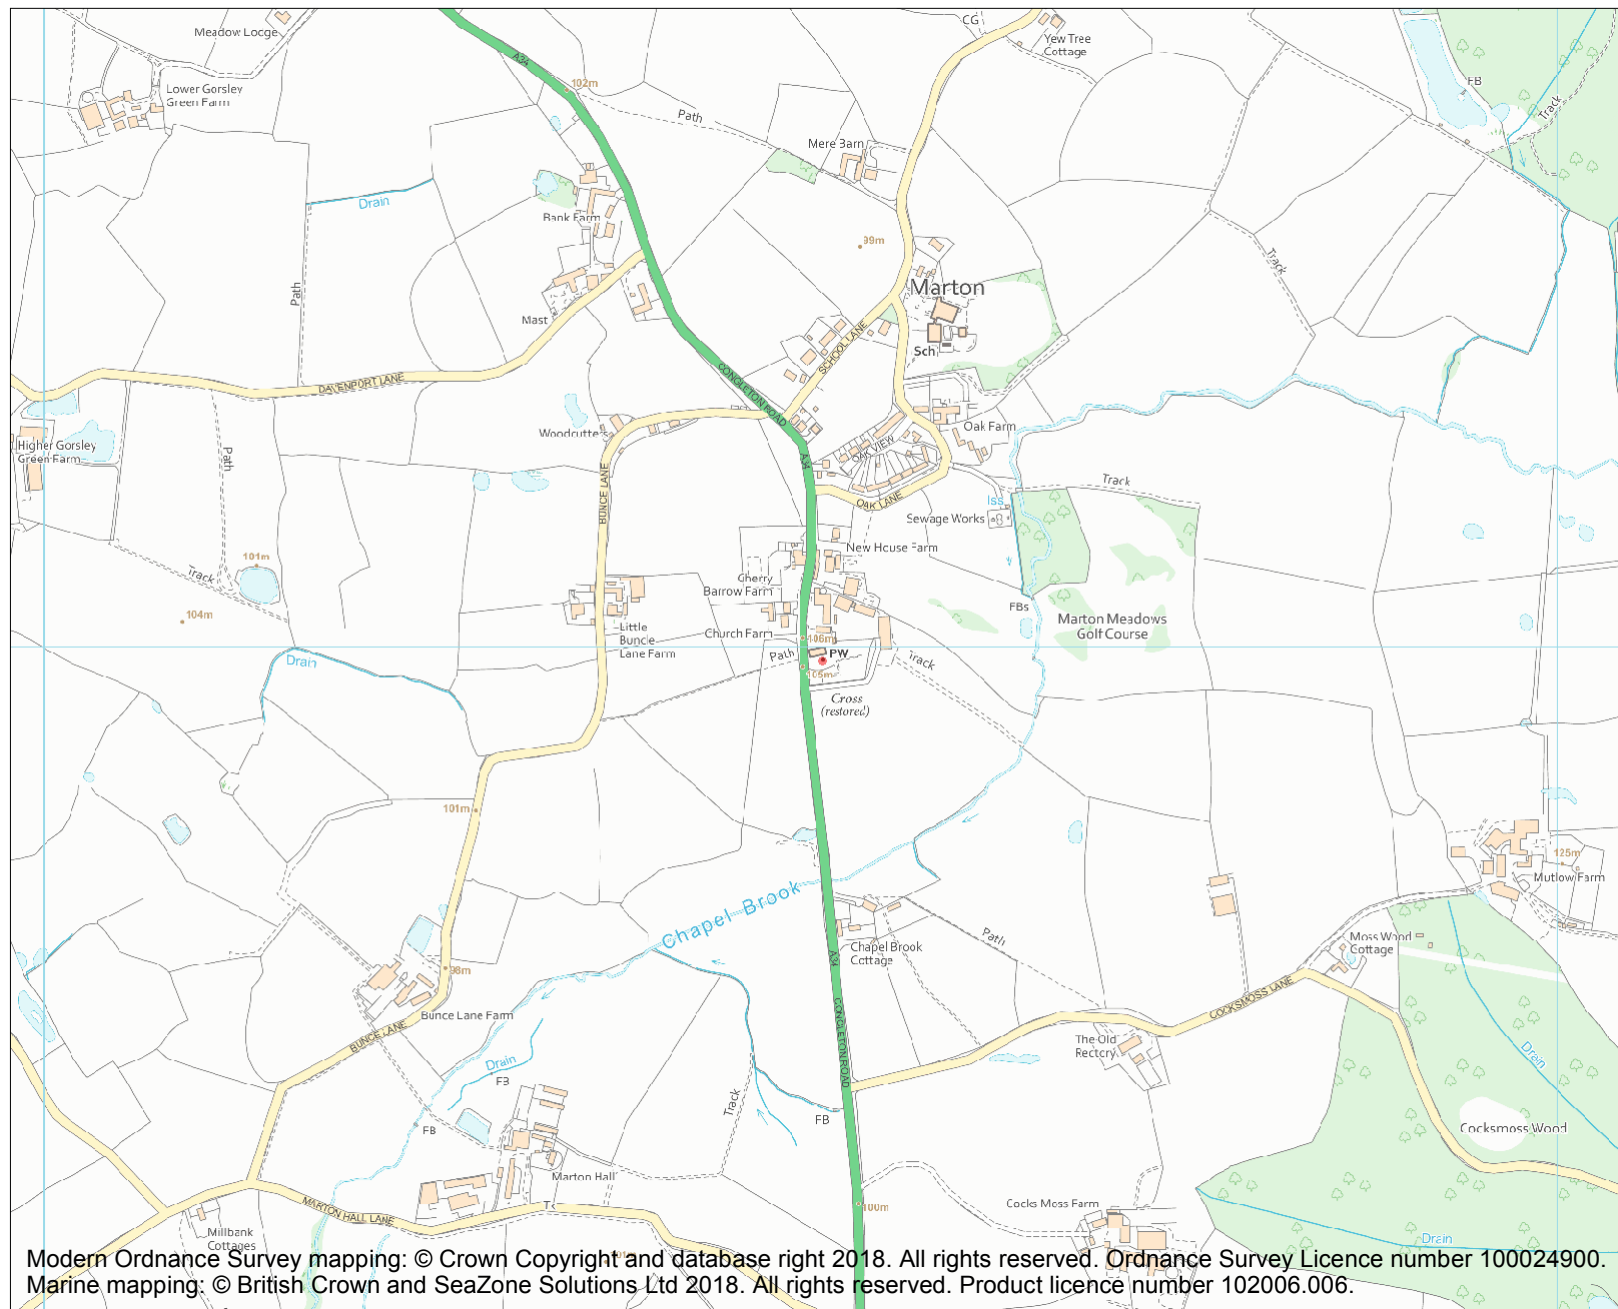 Meadow Locge
CG
Yew Tree
Cottage
A34
102m
Lower Gorsley
Green Farm
FB
Track
Path
Mere Barn
Drain
Bank Farm
99m
Track
Path
Marton
Mast
SCHOOL LANE
Sch
DAVENPORT LANE
CONGLETON ROAD
Woodcutters
Oak Farm
OAK VIEW
Higher Gorsley
Green Farm
Path
A34
BUNCE LANE
OAK LANE
Iss
Track
Sewage Works
New House Farm
101m
Track
Cherry
Barrow Farm
FBs
104m
Marton Meadows
Golf Course
Little
Bunce
Lane Farm
Church Farm
106m
PW
Path
Track
Drain
105m
Cross
(restored)
101m
125m
Mutlow Farm
Chapel Brook
Path
Moss Wood
Cottage
Chapel Brook
Cottage
A34
98m
COCKSMOSS LANE
Bunce Lane Farm
BUNCE LANE
CONGLETON ROAD
The Old
Rectory
Drain
Drain
FB
Track
FB
FB
Cocksmoss Wood
Marton Hall
MARTON HALL LANE
100m
Cocks Moss Farm
Millbank
Cottages
Drain
101m
Modern Ordnance Survey mapping: © Crown Copyright and database right 2018. All rights reserved. Ordnance Survey Licence number 100024900.
Marine mapping: © British Crown and SeaZone Solutions Ltd 2018. All rights reserved. Product licence number 102006.006.